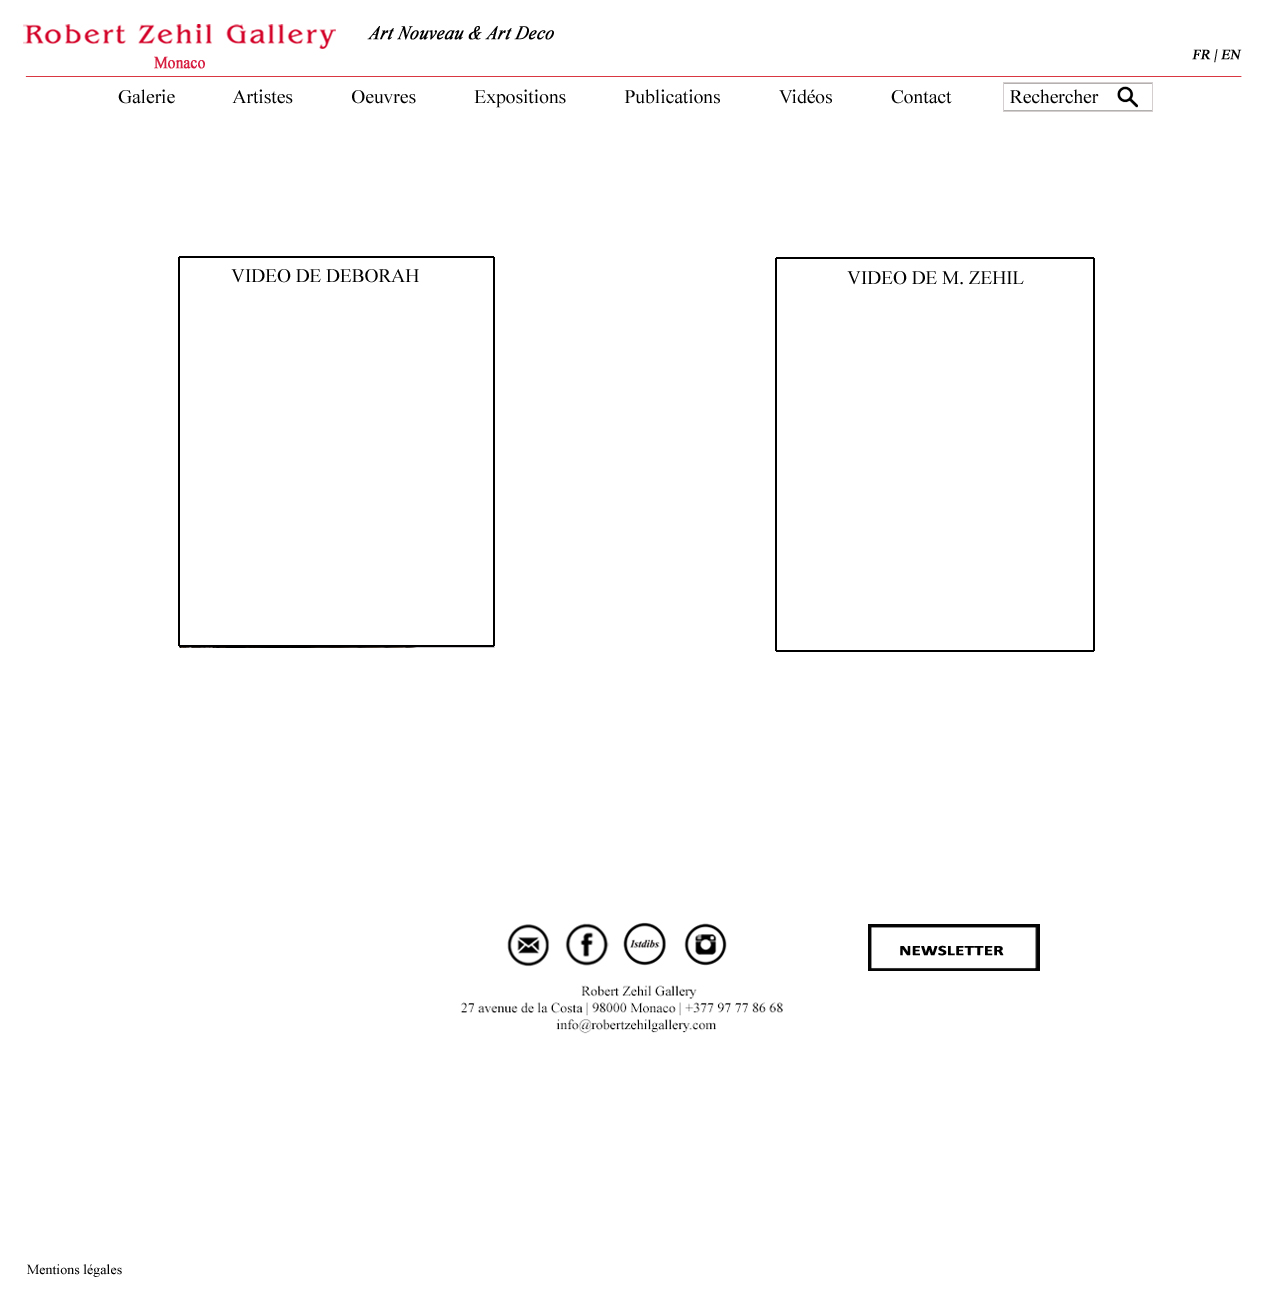 Robert Zehil Gallery
Art Nouveau & Art Deco
Monaco
FR | EN
Galerie Artistes Oeuvres Expositions Publications Vidéos Contact Rechercher
VIDEO DE DEBORAH
VIDEO DE M. ZEHIL
1stdibs
NEWSLETTER
Robert Zehil Gallery
27 avenue de la Costa | 98000 Monaco | +377 97 77 86 68
info@robertzehilgallery.com
Mentions légales